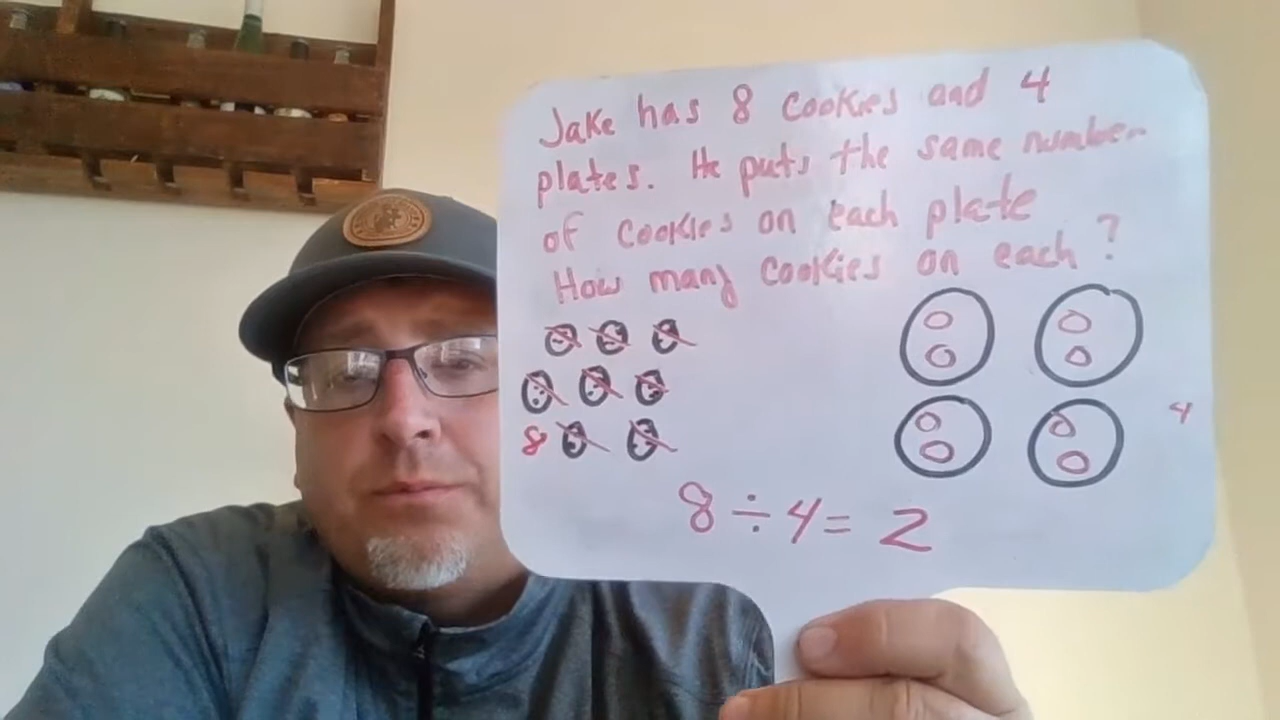 Jake has 8 cookies and 4
plates. He puts the same number
of cookies on each plate
How many cookies on each?
8
4
8 ÷ 4 = 2